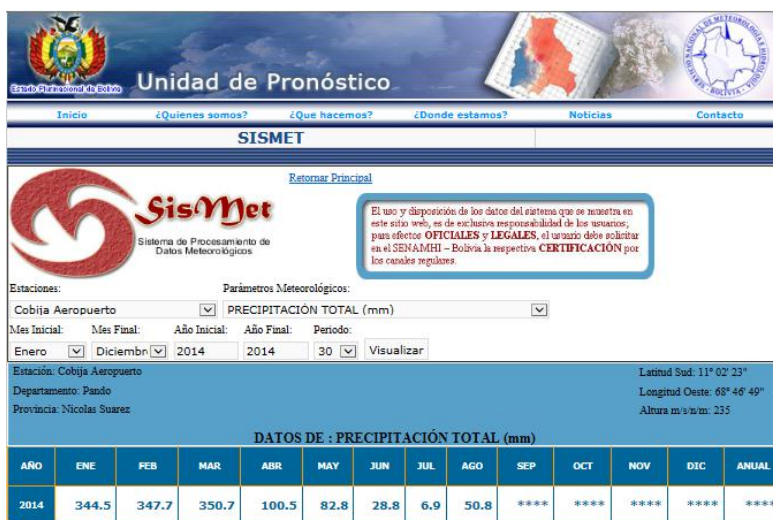 Estado Plurinacional de Bolivia
Unidad de Pronóstico
SERVICIO NACIONAL DE METEOROLOGÍA E HIDROLOGÍA
BOLIVIA
Inicio ¿Quienes somos? ¿Que hacemos? ¿Donde estamos? Noticias Contacto
SISMET
Retornar Principal
SisMet
Sistema de Procesamiento de
Datos Meteorológicos
El uso y disposición de los datos del sistema que se muestra en
este sitio web, es de exclusiva responsabilidad de los usuarios;
para efectos OFICIALES y LEGALES, el usuario debe solicitar
en el SENAMHI – Bolivia la respectiva CERTIFICACIÓN por
los canales regulares.
Estaciones: Parámetros Meteorológicos:
Cobija Aeropuerto PRECIPITACIÓN TOTAL (mm)
Mes Inicial: Mes Final: Año Inicial: Año Final: Periodo:
Enero Diciembr 2014 2014 30 Visualizar
Estación: Cobija Aeropuerto Latitud Sud: 11° 02' 23"
Departamento: Pando Longitud Oeste: 68° 46' 49"
Provincia: Nicolas Suarez Altura m/s/n/m: 235
DATOS DE : PRECIPITACIÓN TOTAL (mm)
AÑO ENE FEB MAR ABR MAY JUN JUL AGO SEP OCT NOV DIC ANUAL
2014 344.5 347.7 350.7 100.5 82.8 28.8 6.9 50.8 **** **** **** **** ****